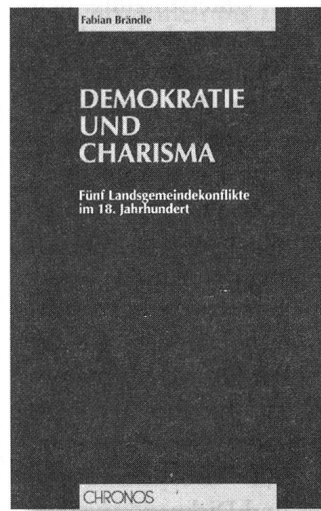 Fabian Brändle
DEMOKRATIE
UND
CHARISMA
Fünf Landsgemeindekonflikte
im 18. Jahrhundert
CHRONOS